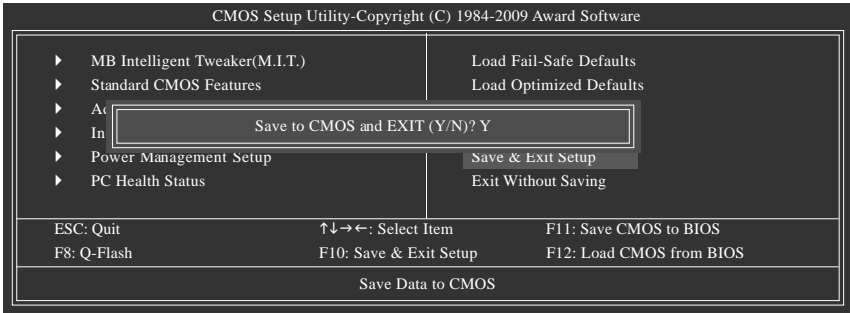 CMOS Setup Utility-Copyright (C) 1984-2009 Award Software
MB Intelligent Tweaker(M.I.T.)
Standard CMOS Features
Power Management Setup
PC Health Status
Load Fail-Safe Defaults
Load Optimized Defaults
Save to CMOS and EXIT (Y/N)? Y
Save & Exit Setup
Exit Without Saving
ESC: Quit
↑↓→←: Select Item
F11: Save CMOS to BIOS
F8: Q-Flash
F10: Save & Exit Setup
F12: Load CMOS from BIOS
Save Data to CMOS